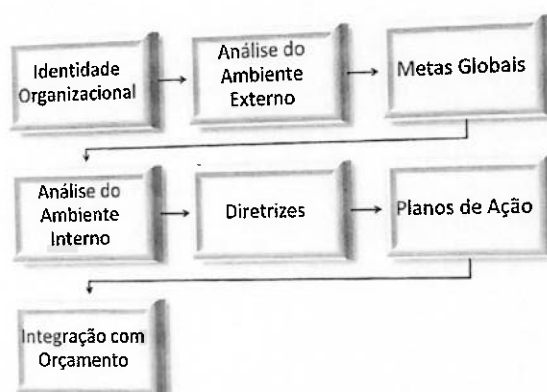 Identidade
Organizacional
Análise do
Ambiente
Externo
Metas Globais
Análise do
Ambiente
Interno
Diretrizes
Planos de Ação
Integração com
Orçamento